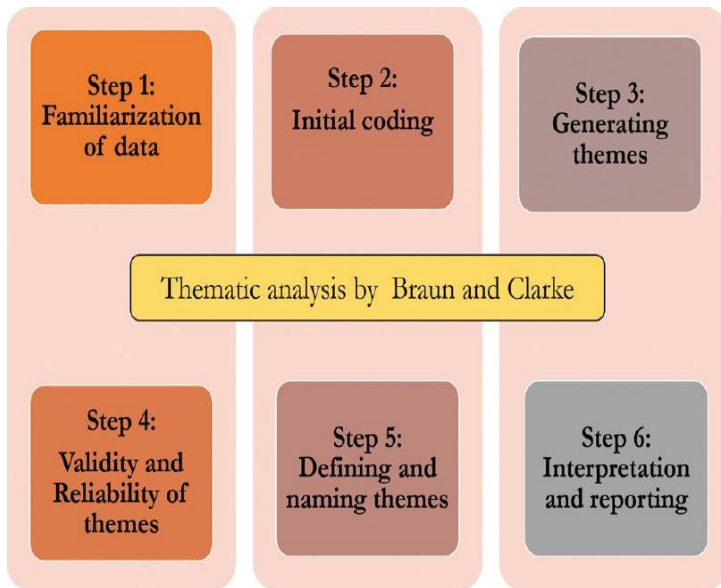 Step 1:
Familiarization
of data
Step 2:
Initial coding
Step 3:
Generating
themes
Thematic analysis by Braun and Clarke
Step 4:
Validity and
Reliability of
themes
Step 5:
Defining and
naming themes
Step 6:
Interpretation
and reporting